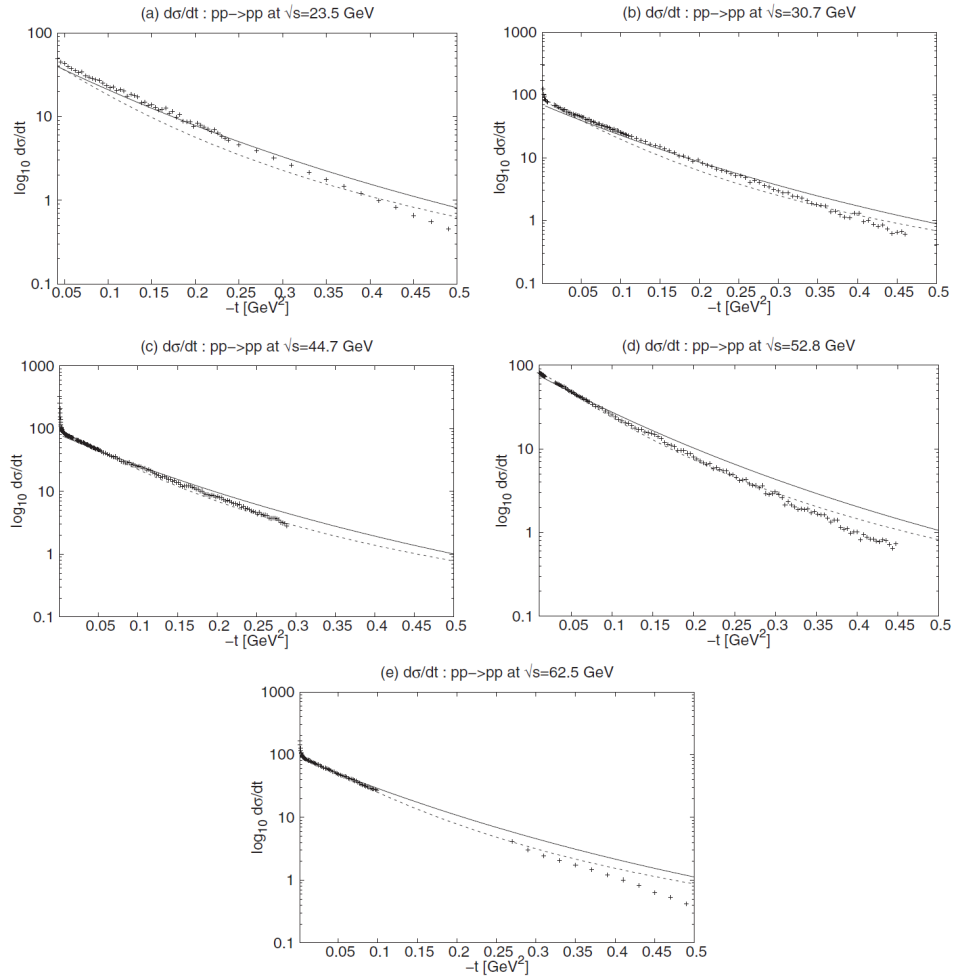 (a) dσ/dt : pp->pp at √s=23.5 GeV
100
10
1
0.1
log₁₀ dσ/dt
0.05 0.1 0.15 0.2 0.25 0.3 0.35 0.4 0.45 0.5
−t [GeV²]
(b) dσ/dt : pp->pp at √s=30.7 GeV
1000
100
10
1
0.1
log₁₀ dσ/dt
0.05 0.1 0.15 0.2 0.25 0.3 0.35 0.4 0.45 0.5
−t [GeV²]
(c) dσ/dt : pp->pp at √s=44.7 GeV
1000
100
10
1
0.1
log₁₀ dσ/dt
0.05 0.1 0.15 0.2 0.25 0.3 0.35 0.4 0.45 0.5
−t [GeV²]
(d) dσ/dt : pp->pp at √s=52.8 GeV
100
10
1
0.1
log₁₀ dσ/dt
0.05 0.1 0.15 0.2 0.25 0.3 0.35 0.4 0.45 0.5
−t [GeV²]
(e) dσ/dt : pp->pp at √s=62.5 GeV
1000
100
10
1
0.1
log₁₀ dσ/dt
0.05 0.1 0.15 0.2 0.25 0.3 0.35 0.4 0.45 0.5
−t [GeV²]